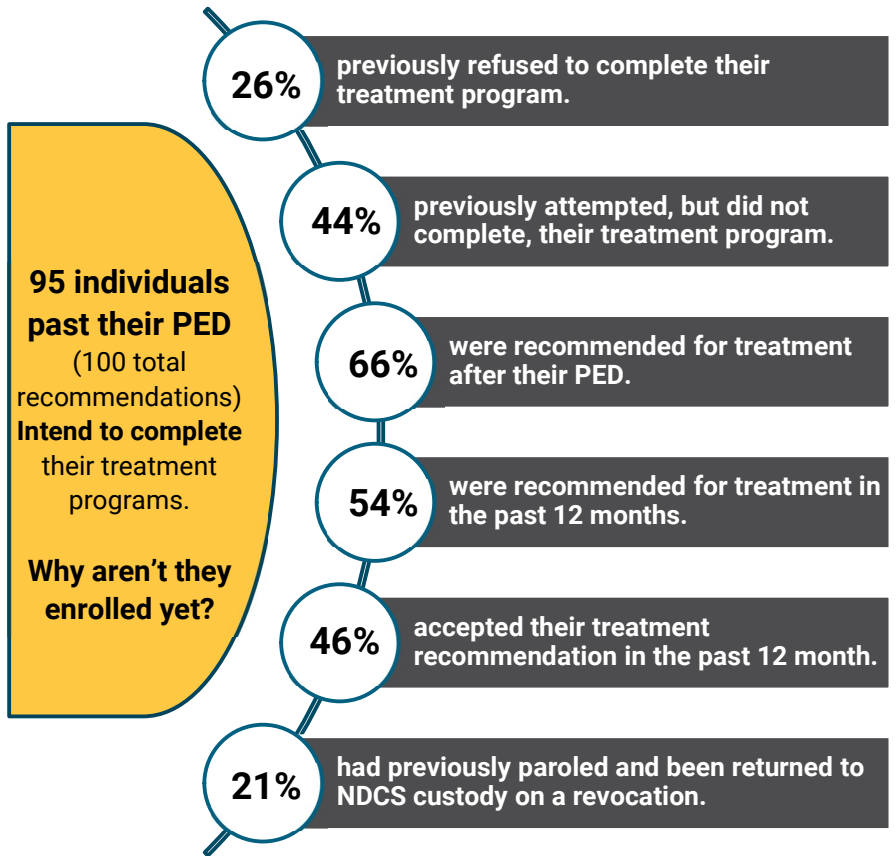 95 individuals
past their PED
(100 total
recommendations)
Intend to complete
their treatment
programs.
Why aren't they
enrolled yet?
26%
previously refused to complete their
treatment program.
44%
previously attempted, but did not
complete, their treatment program.
66%
were recommended for treatment
after their PED.
54%
were recommended for treatment in
the past 12 months.
46%
accepted their treatment
recommendation in the past 12 month.
21%
had previously paroled and been returned to
NDCS custody on a revocation.